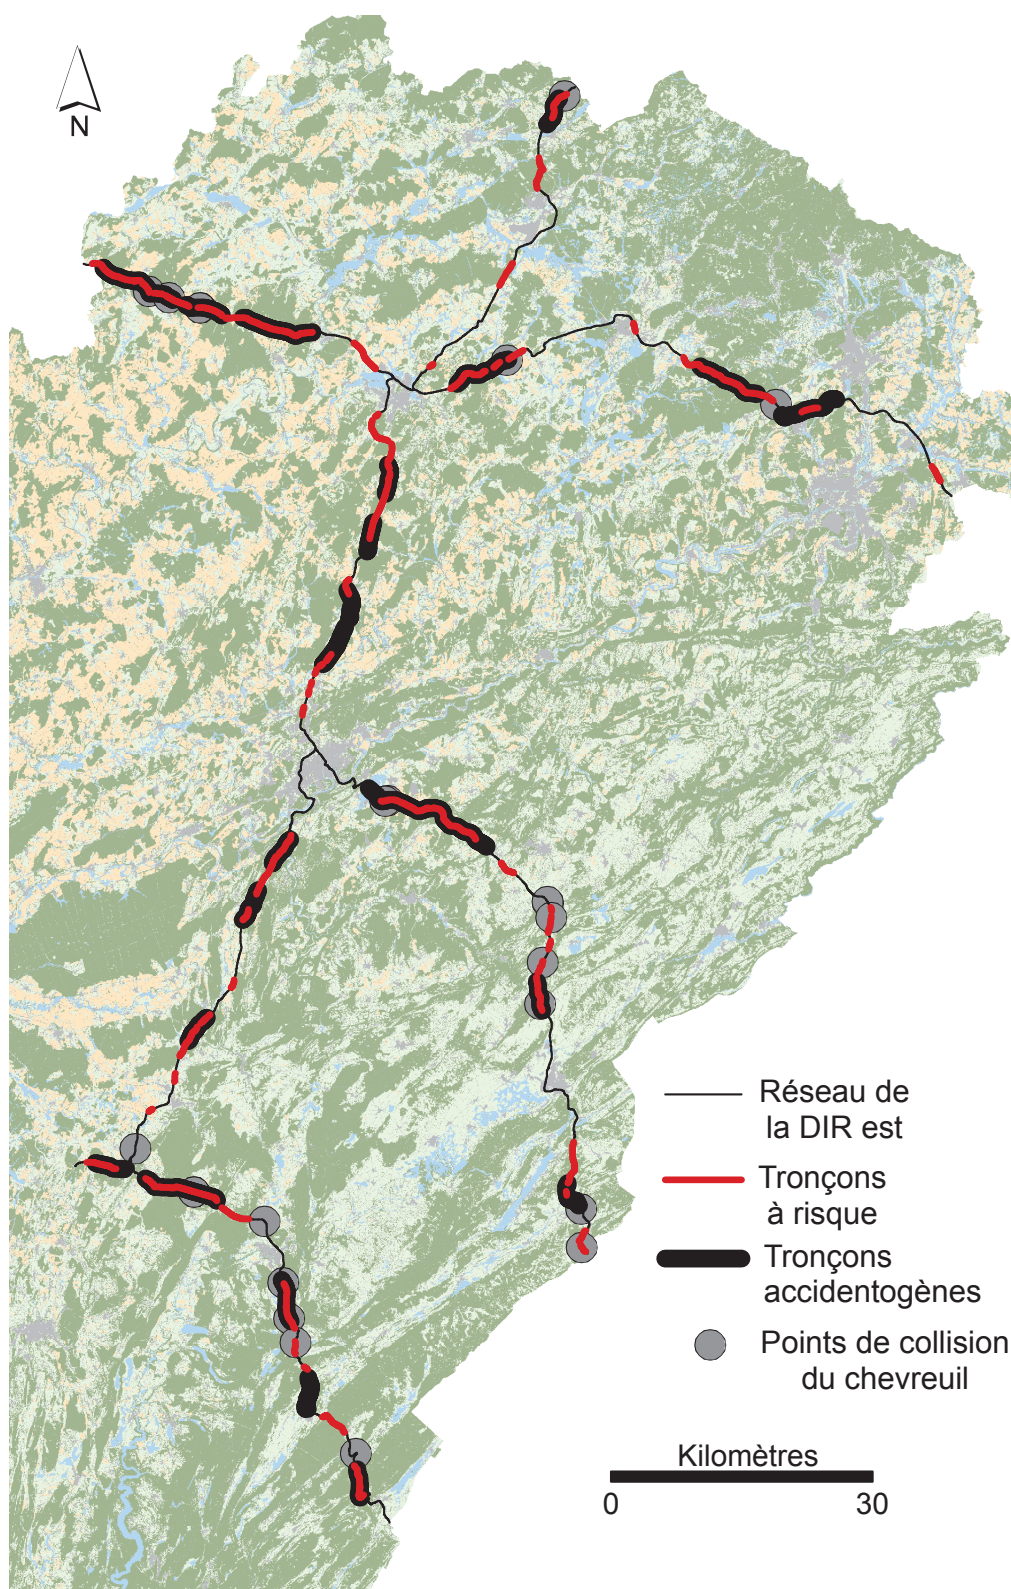 N
Réseau de
la DIR est
Tronçons
à risque
Tronçons
accidentogènes
Points de collision
du chevreuil
Kilomètres
0 30